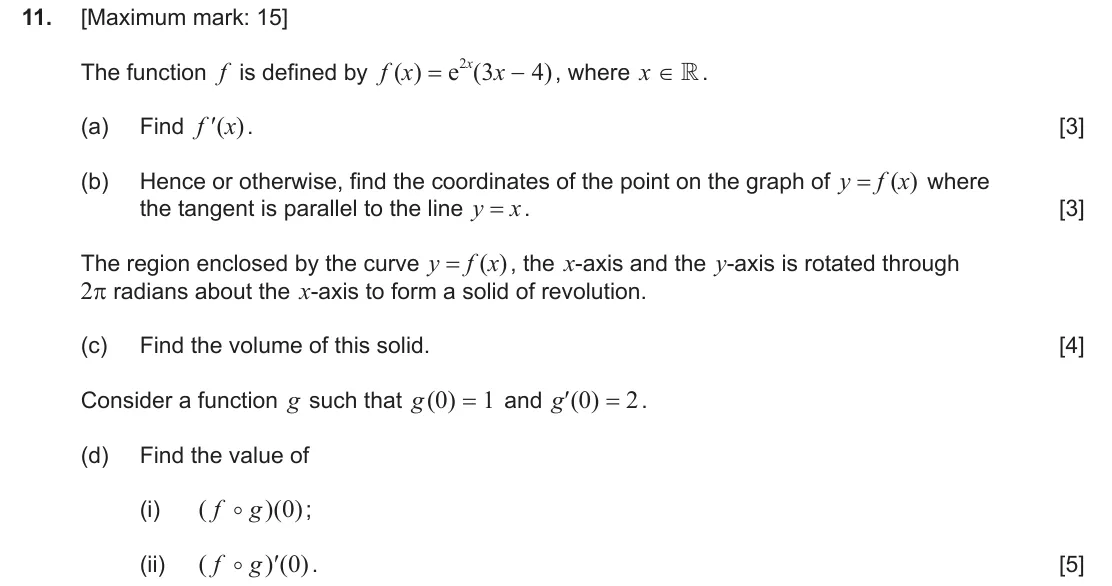 11. [Maximum mark: 15]
The function f is defined by f(x) = e²ˣ(3x − 4), where x ∈ ℝ.
(a) Find f′(x). [3]
(b) Hence or otherwise, find the coordinates of the point on the graph of y = f(x) where
the tangent is parallel to the line y = x. [3]
The region enclosed by the curve y = f(x), the x-axis and the y-axis is rotated through
2π radians about the x-axis to form a solid of revolution.
(c) Find the volume of this solid. [4]
Consider a function g such that g(0) = 1 and g′(0) = 2.
(d) Find the value of
(i) (f ∘ g)(0);
(ii) (f ∘ g)′(0). [5]